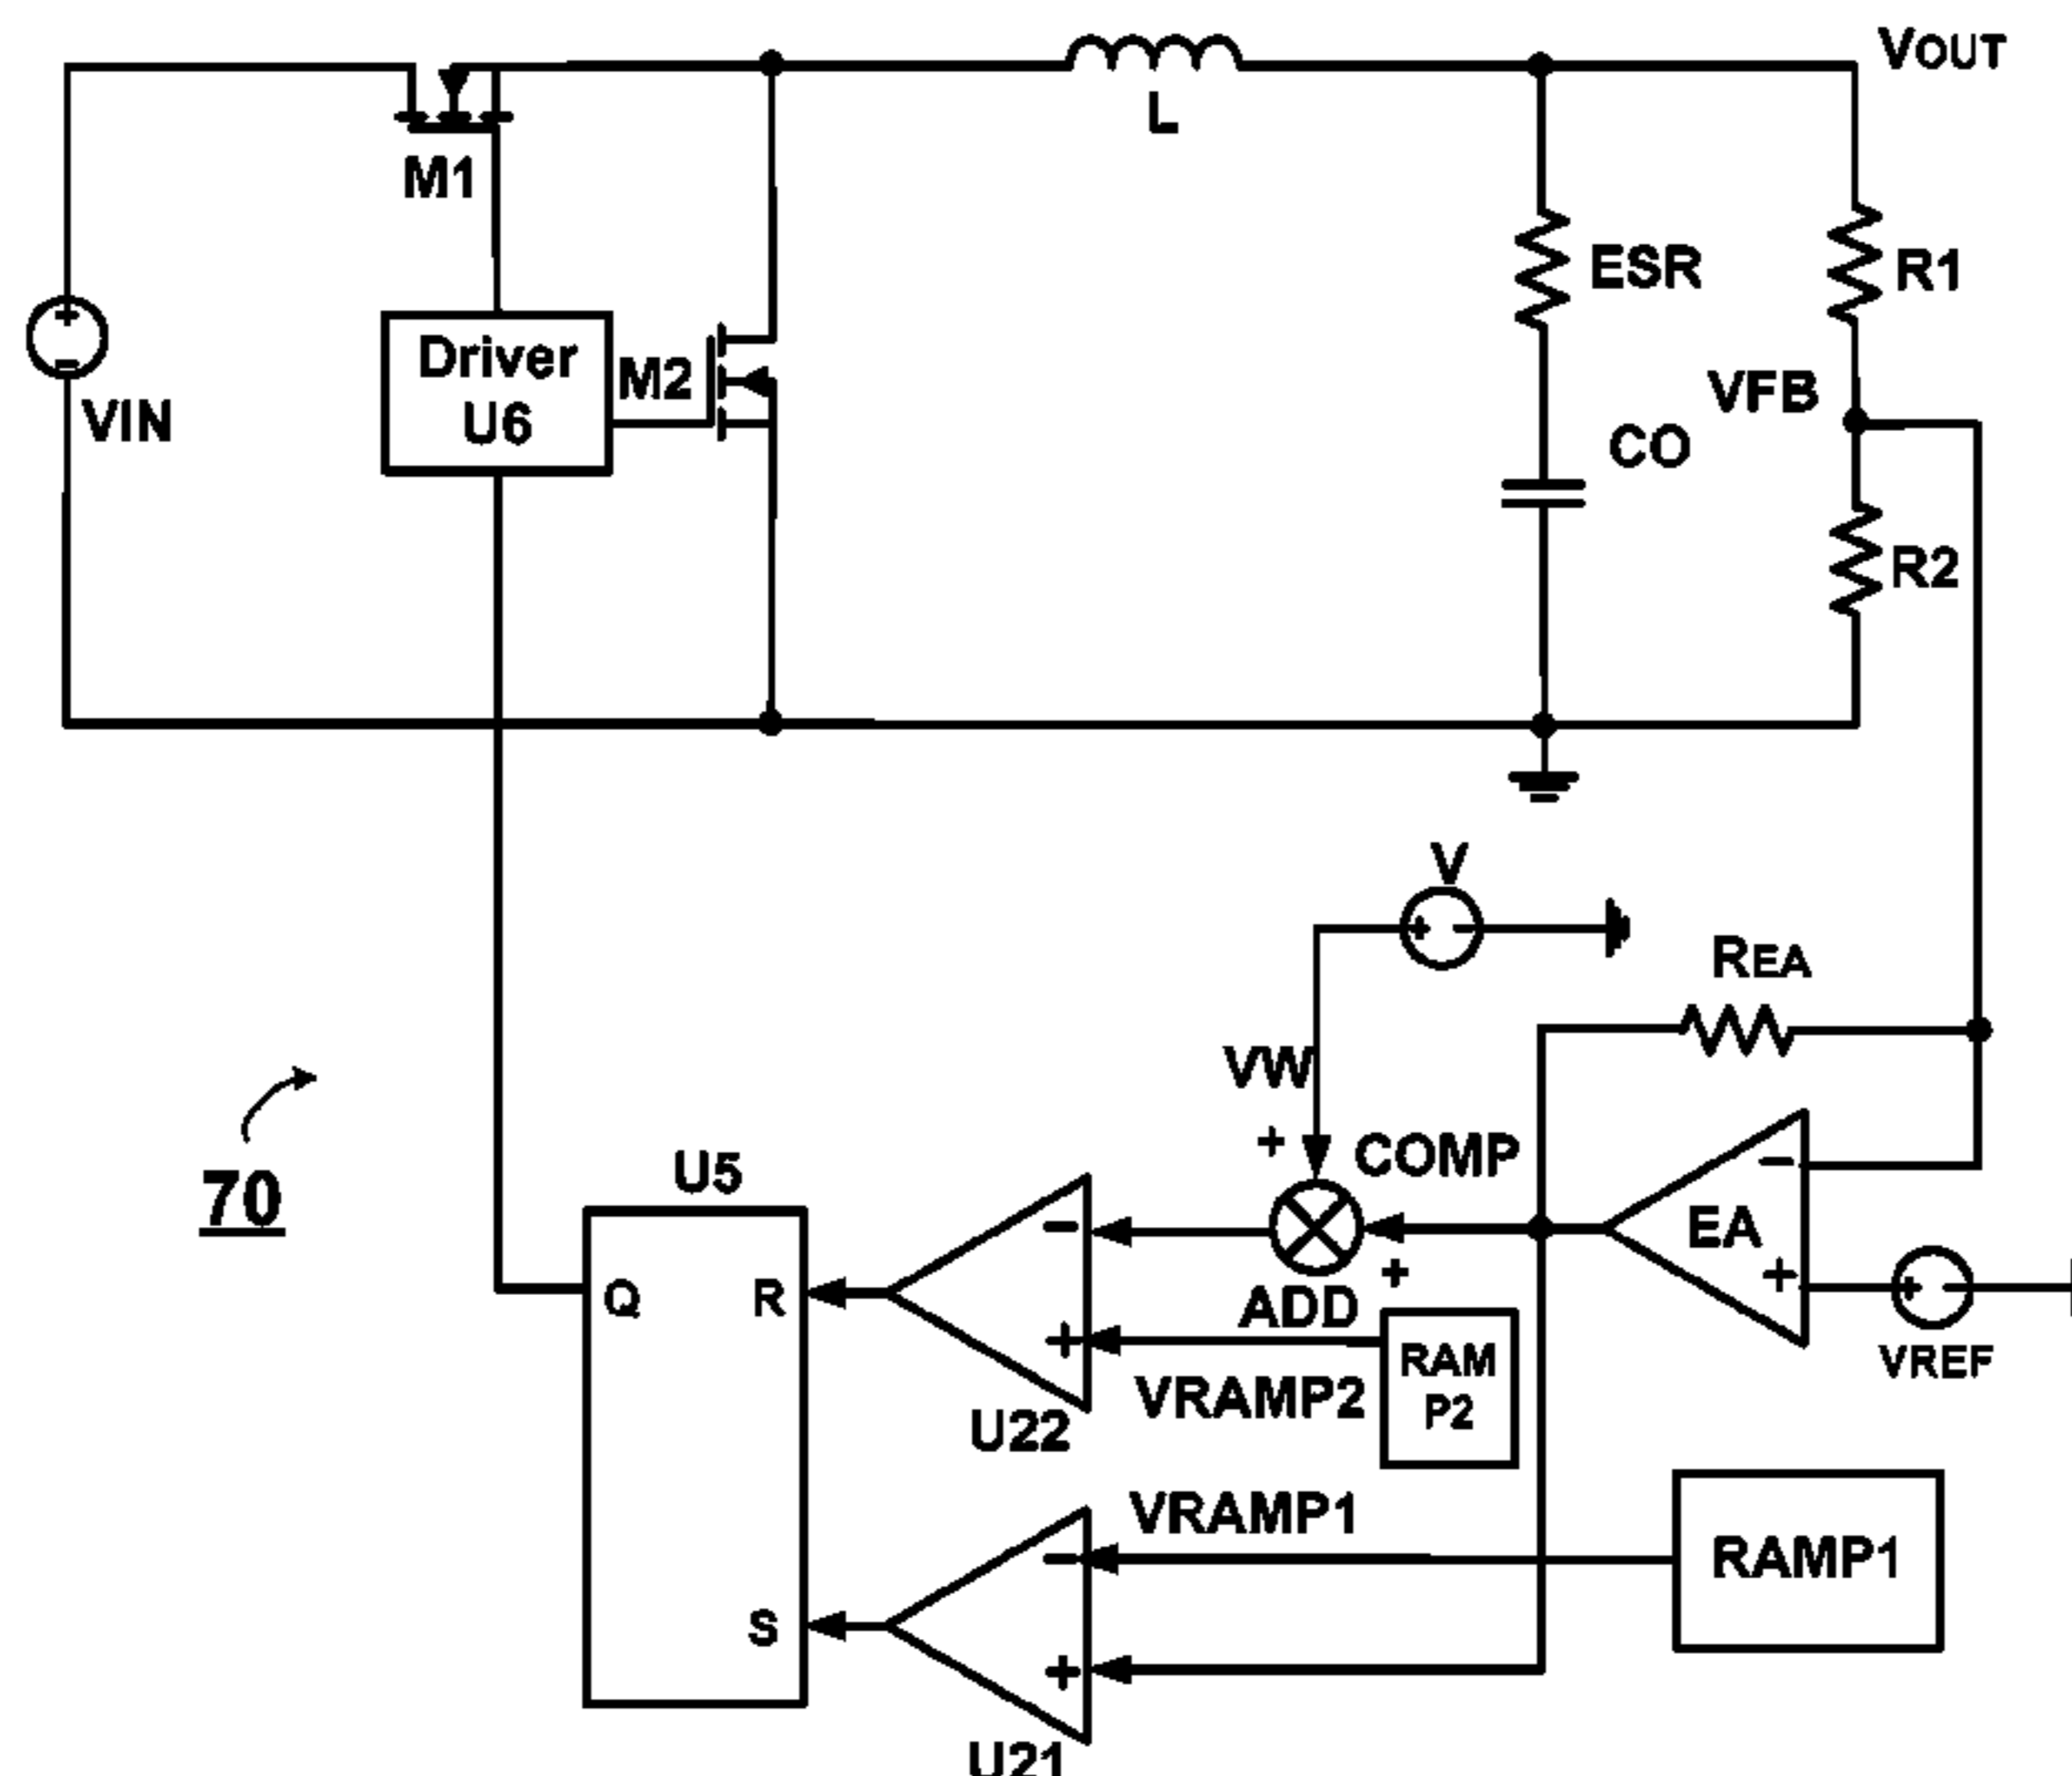 VOUT
L
M1
ESR
R1
Driver
U6
M2
VIN
VFB
CO
R2
V
REA
VW
COMP
U5
70
EA
Q
R
ADD
VREF
RAM
P2
VRAMP2
U22
VRAMP1
RAMP1
S
U21